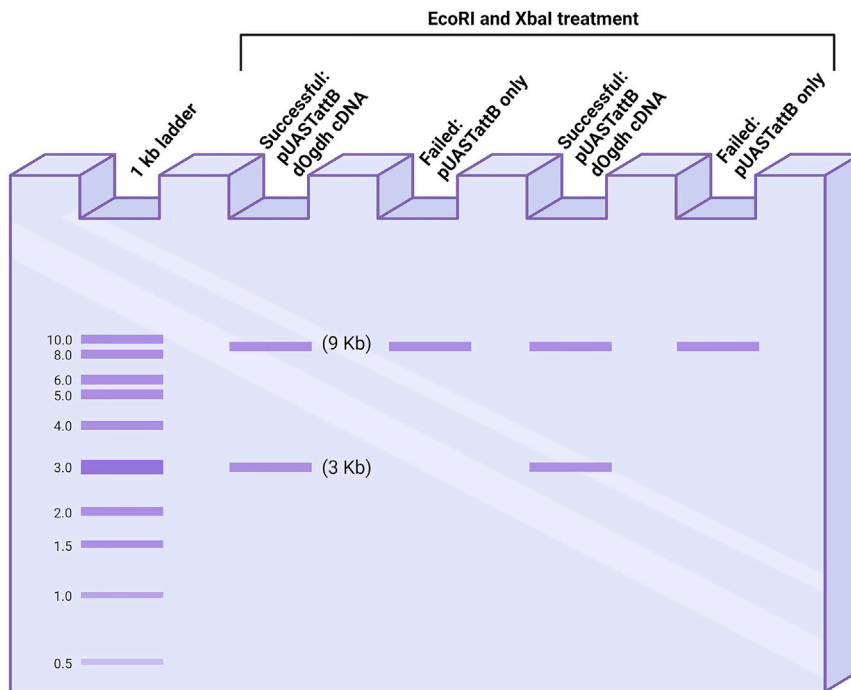 EcoRI and XbaI treatment
1 kb ladder
Successful:
pUASTattB
dOgdh cDNA
Failed:
pUASTattB only
Successful:
pUASTattB
dOgdh cDNA
Failed:
pUASTattB only
10.0
(9 Kb)
8.0
6.0
5.0
4.0
3.0
(3 Kb)
2.0
1.5
1.0
0.5